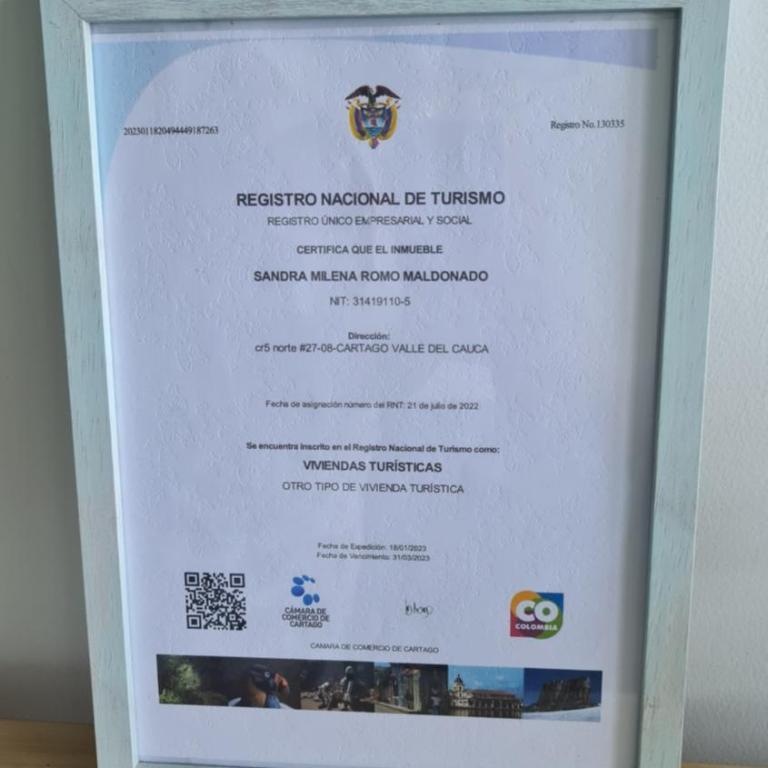 2023011820494449187263
Registro No.130335
REGISTRO NACIONAL DE TURISMO
REGISTRO ÚNICO EMPRESARIAL Y SOCIAL
CERTIFICA QUE EL INMUEBLE
SANDRA MILENA ROMO MALDONADO
NIT: 31419110-5
Dirección:
cr5 norte #27-08-CARTAGO VALLE DEL CAUCA
Fecha de asignación número del RNT: 21 de julio de 2022
Se encuentra inscrito en el Registro Nacional de Turismo como:
VIVIENDAS TURÍSTICAS
OTRO TIPO DE VIVIENDA TURÍSTICA
Fecha de Expedición: 18/01/2023
Fecha de Vencimiento: 31/03/2023
CÁMARA DE
COMERCIO DE
CARTAGO
CO
COLOMBIA
CAMARA DE COMERCIO DE CARTAGO